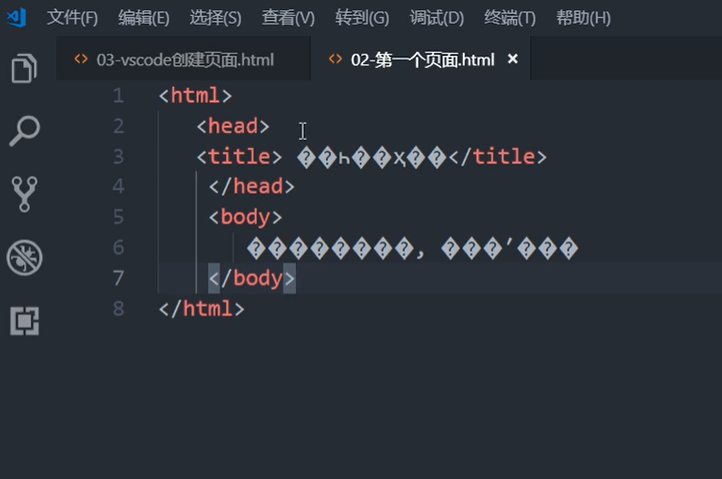 文件(F) 编辑(E) 选择(S) 查看(V) 转到(G) 调试(D) 终端(T) 帮助(H)
03-vscode创建页面.html 02-第一个页面.html ×
1 <html>
2 <head>
3 <title> ��һ��ҳ��</title>
4 </head>
5 <body>
6 ���������, ���ʼ���
7 </body>
8 </html>